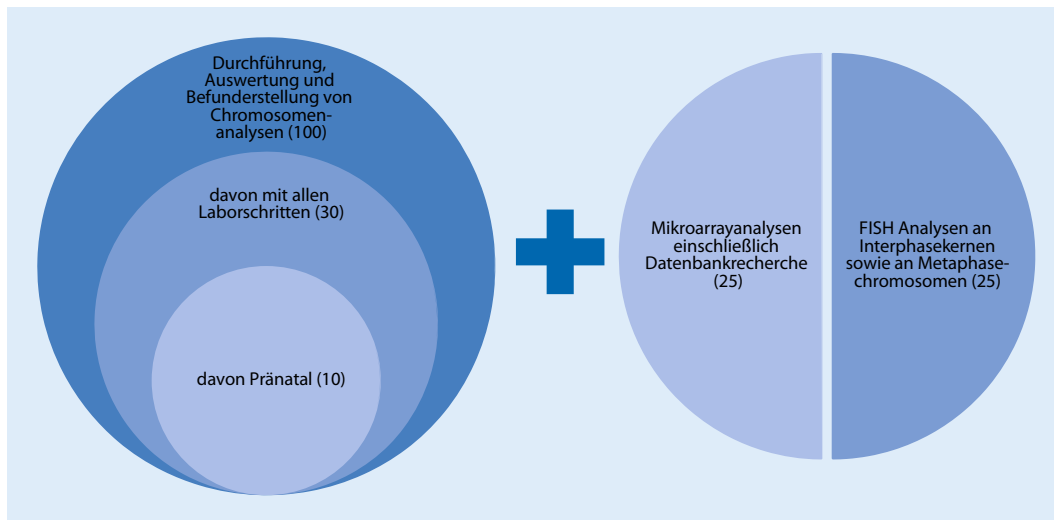 Durchführung,
Auswertung und
Befunderstellung von
Chromosomen-
analysen (100)
davon mit allen
Laborschritten (30)
davon Pränatal (10)
Mikroarrayanalysen
einschließlich
Datenbankrecherche
(25)
FISH Analysen an
Interphasekernen
sowie an Metaphase-
chromosomen (25)